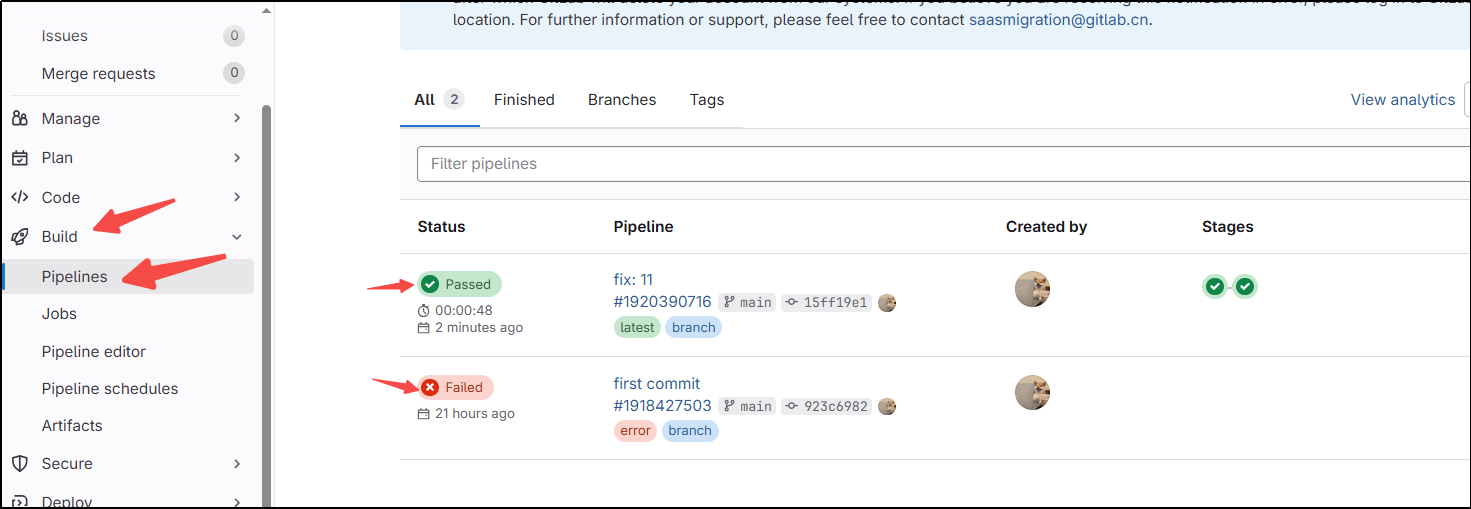 Issues 0
Merge requests 0
Manage
Plan
Code
Build
Pipelines
Jobs
Pipeline editor
Pipeline schedules
Artifacts
Secure
Deploy
location. For further information or support, please feel free to contact saasmigration@gitlab.cn.
All 2 Finished Branches Tags View analytics
Filter pipelines
Status Pipeline Created by Stages
Passed
00:00:48
2 minutes ago
fix: 11
#1920390716 main 15ff19e1
latest branch
Failed
21 hours ago
first commit
#1918427503 main 923c6982
error branch